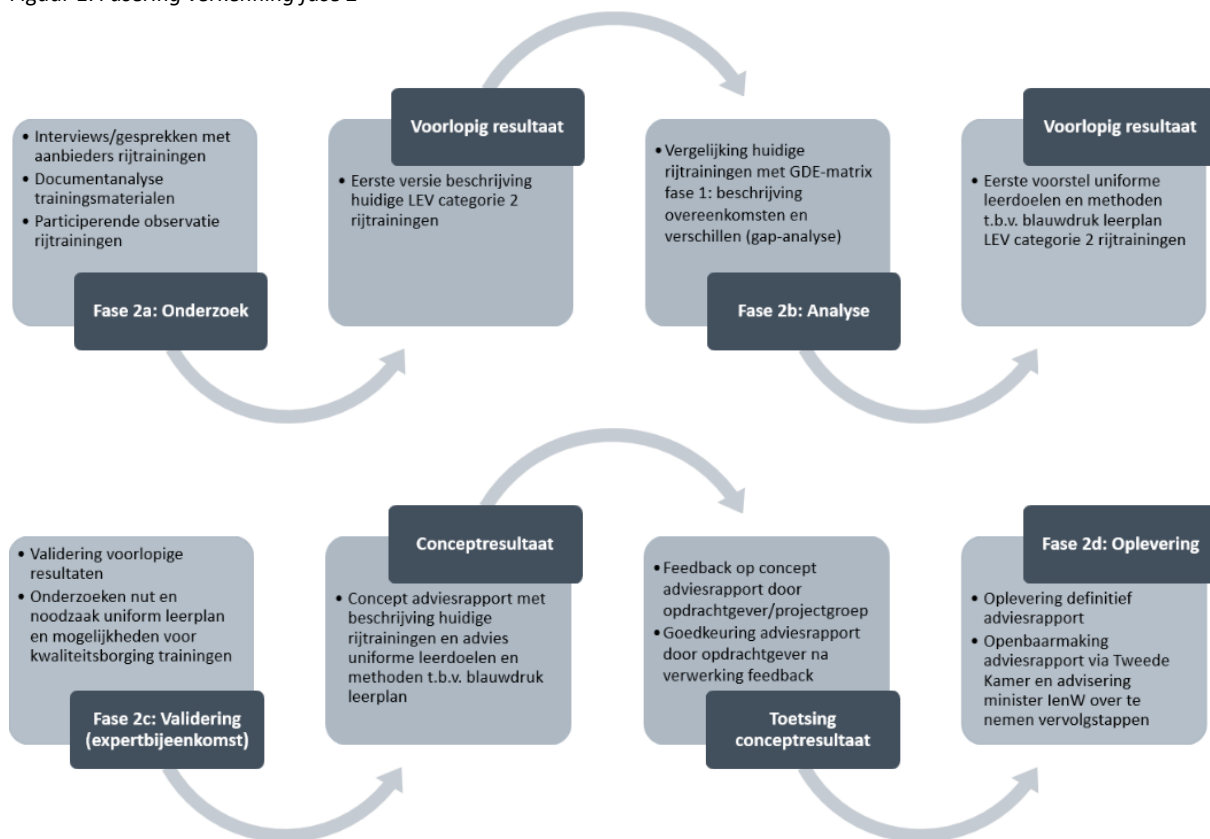 Figuur 1: Fasering verkenning fase 2
• Interviews/gesprekken met
aanbieders rijtrainingen
• Documentanalyse
trainingsmaterialen
• Participerende observatie
rijtrainingen
Fase 2a: Onderzoek
Voorlopig resultaat
• Eerste versie beschrijving
huidige LEV categorie 2
rijtrainingen
• Vergelijking huidige
rijtrainingen met GDE-matrix
fase 1: beschrijving
overeenkomsten en
verschillen (gap-analyse)
Fase 2b: Analyse
Voorlopig resultaat
• Eerste voorstel uniforme
leerdoelen en methoden
t.b.v. blauwdruk leerplan
LEV categorie 2 rijtrainingen
• Validering voorlopige
resultaten
• Onderzoeken nut en
noodzaak uniform leerplan
en mogelijkheden voor
kwaliteitsborging trainingen
Fase 2c: Validering
(expertbijeenkomst)
Conceptresultaat
• Concept adviesrapport met
beschrijving huidige
rijtrainingen en advies
uniforme leerdoelen en
methoden t.b.v. blauwdruk
leerplan
• Feedback op concept
adviesrapport door
opdrachtgever/projectgroep
• Goedkeuring adviesrapport
door opdrachtgever na
verwerking feedback
Toetsing
conceptresultaat
Fase 2d: Oplevering
• Oplevering definitief
adviesrapport
• Openbaarmaking
adviesrapport via Tweede
Kamer en advisering
minister IenW over te
nemen vervolgstappen